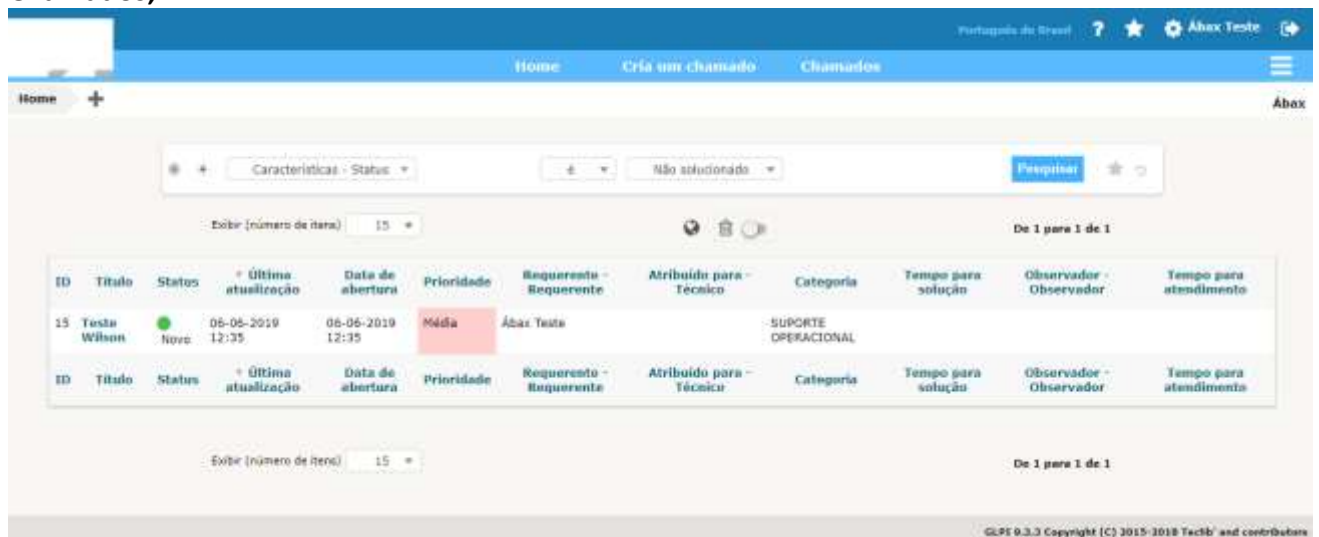 Português do Brasil ? Ábax Teste
Home Cria um chamado Chamados
Home + Ábax
Características - Status é Não solucionado Pesquisar
Exibir (número de itens) 15 De 1 para 1 de 1
ID Título Status Última atualização Data de abertura Prioridade Requerente - Requerente Atribuído para - Técnico Categoria Tempo para solução Observador - Observador Tempo para atendimento
15 Teste Wilson Novo 06-06-2019 12:35 06-06-2019 12:35 Média Ábax Teste SUPORTE OPERACIONAL
ID Título Status Última atualização Data de abertura Prioridade Requerente - Requerente Atribuído para - Técnico Categoria Tempo para solução Observador - Observador Tempo para atendimento
Exibir (número de itens) 15 De 1 para 1 de 1
GLPI 9.3.3 Copyright (C) 2015-2018 Teclib' and contributors